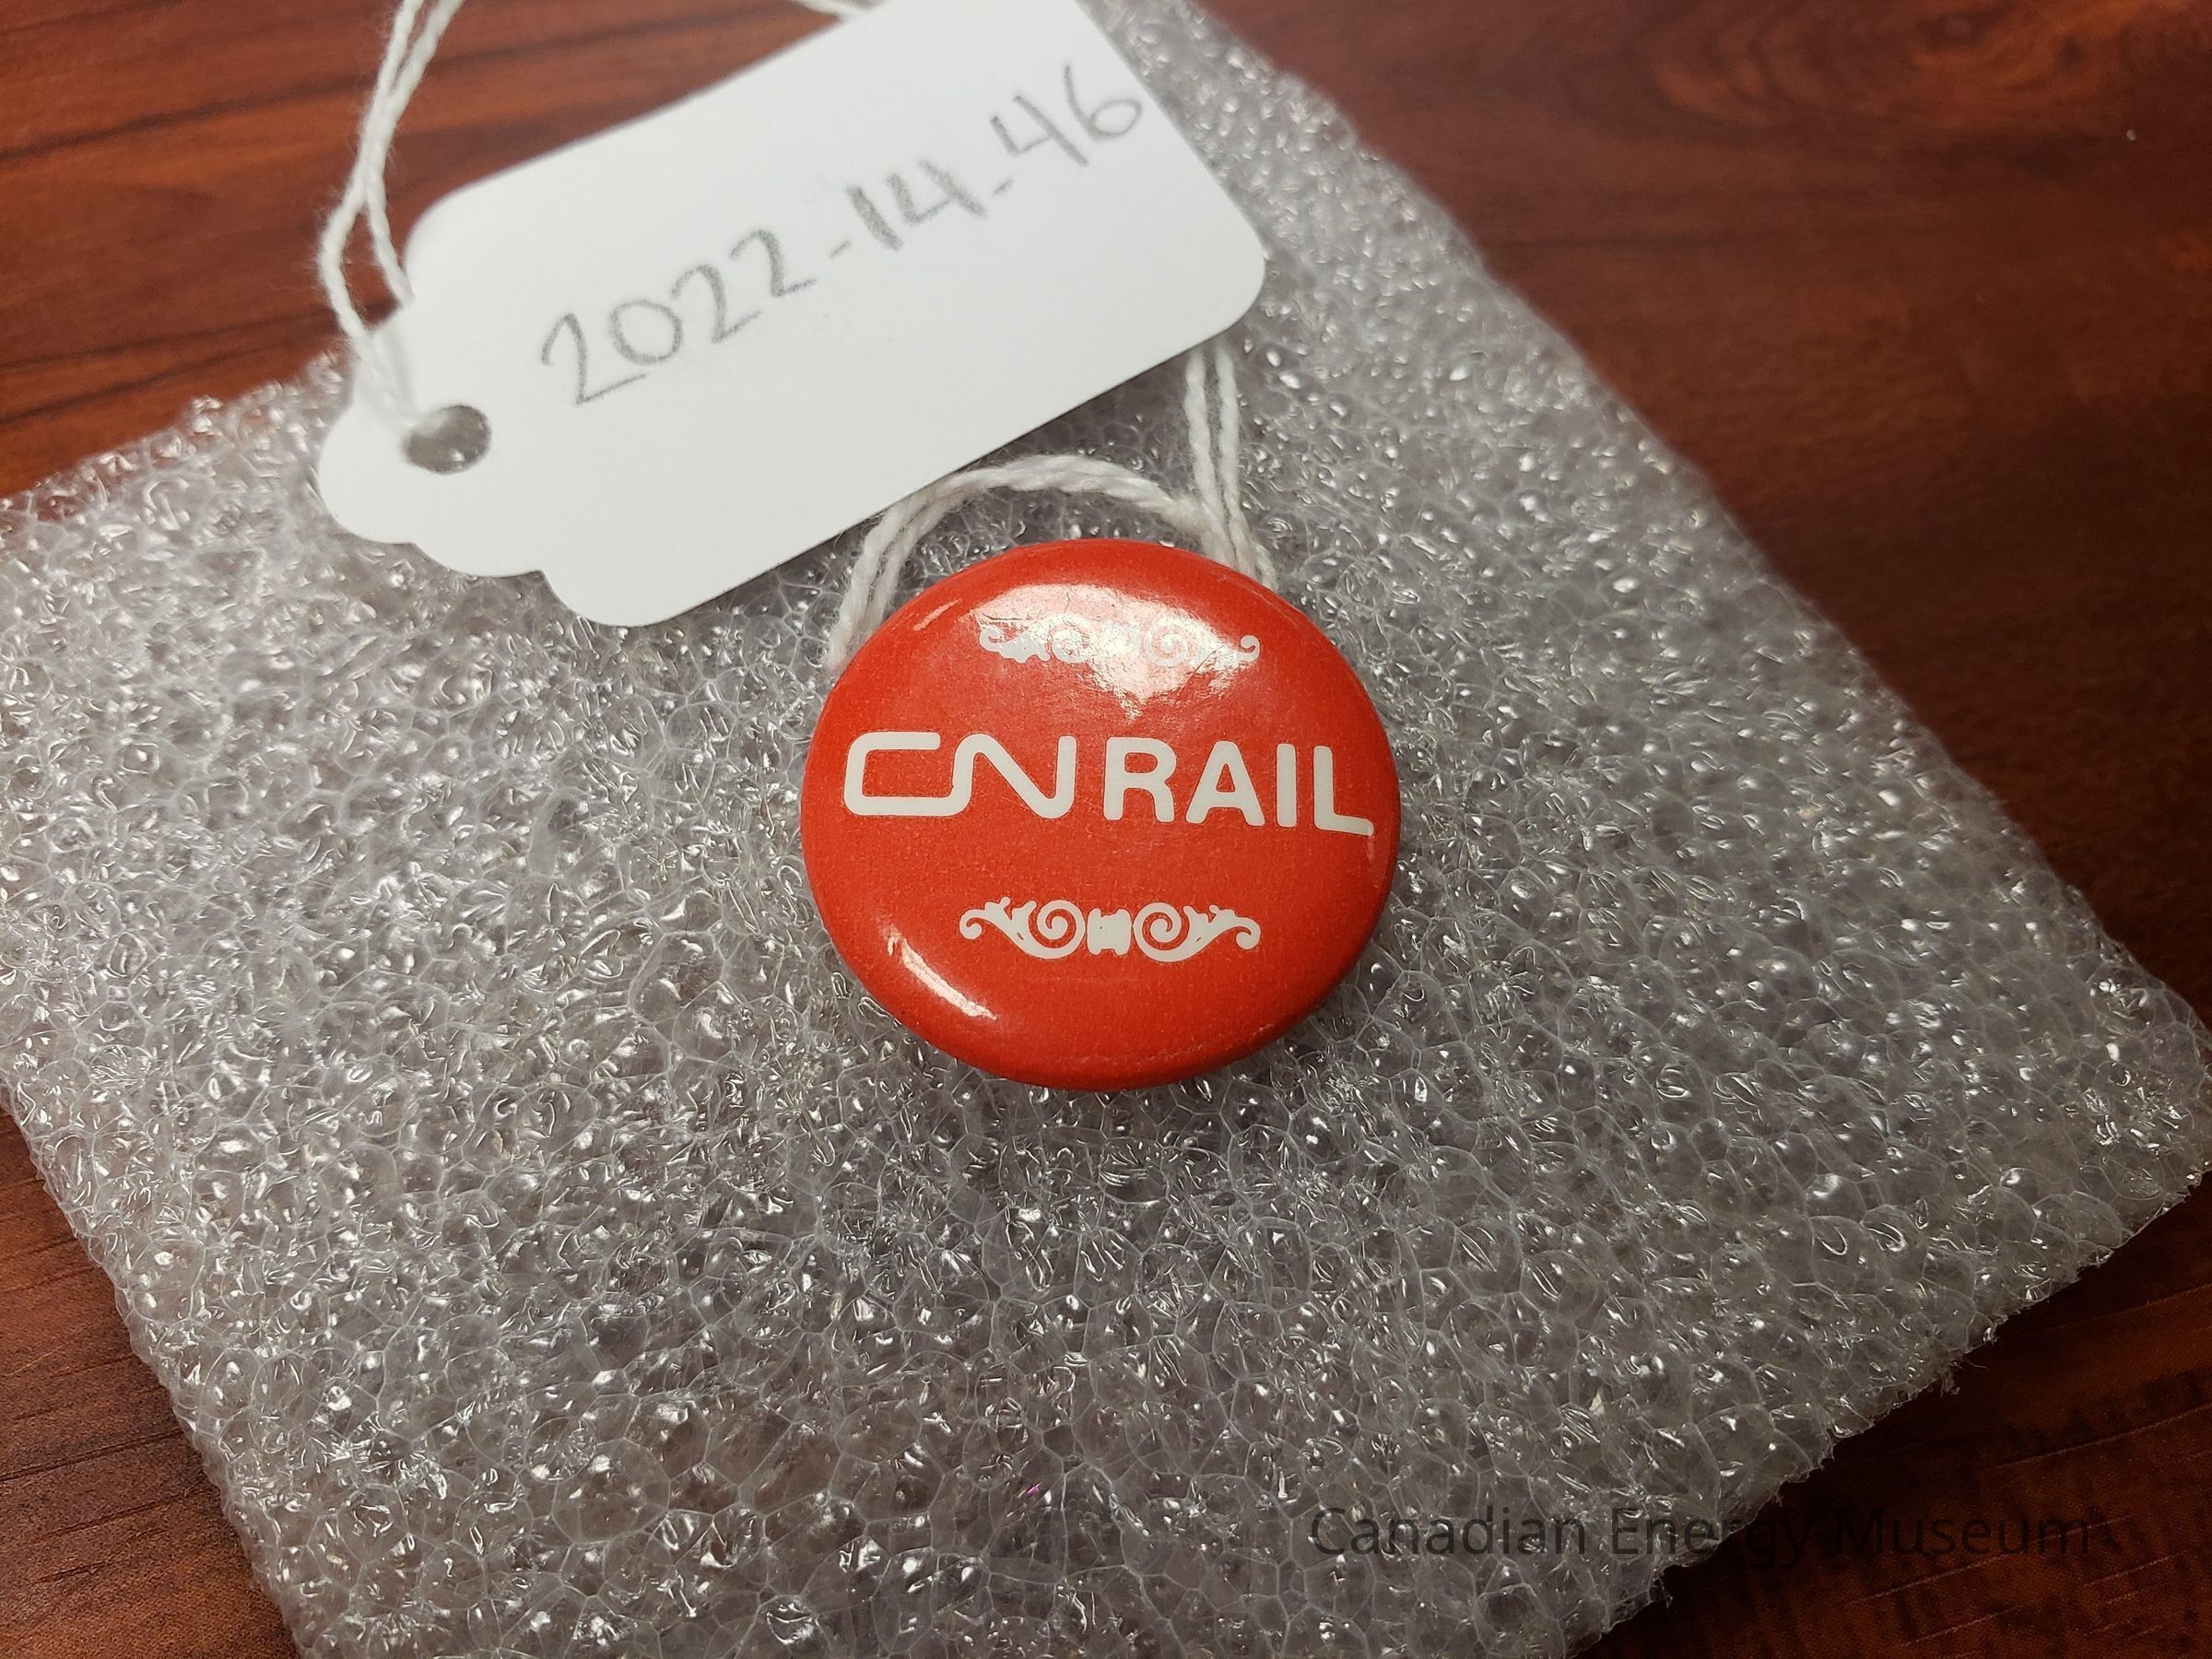 2022-14-46
CN RAIL
Canadian Energy Museum